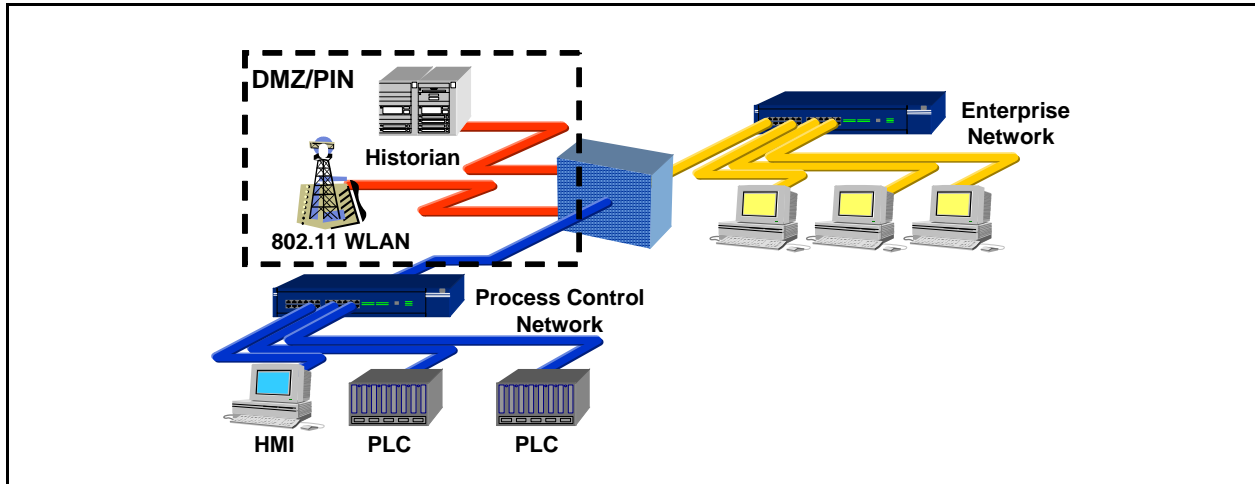 DMZ/PIN
Historian
802.11 WLAN
Enterprise
Network
Process Control
Network
HMI
PLC
PLC